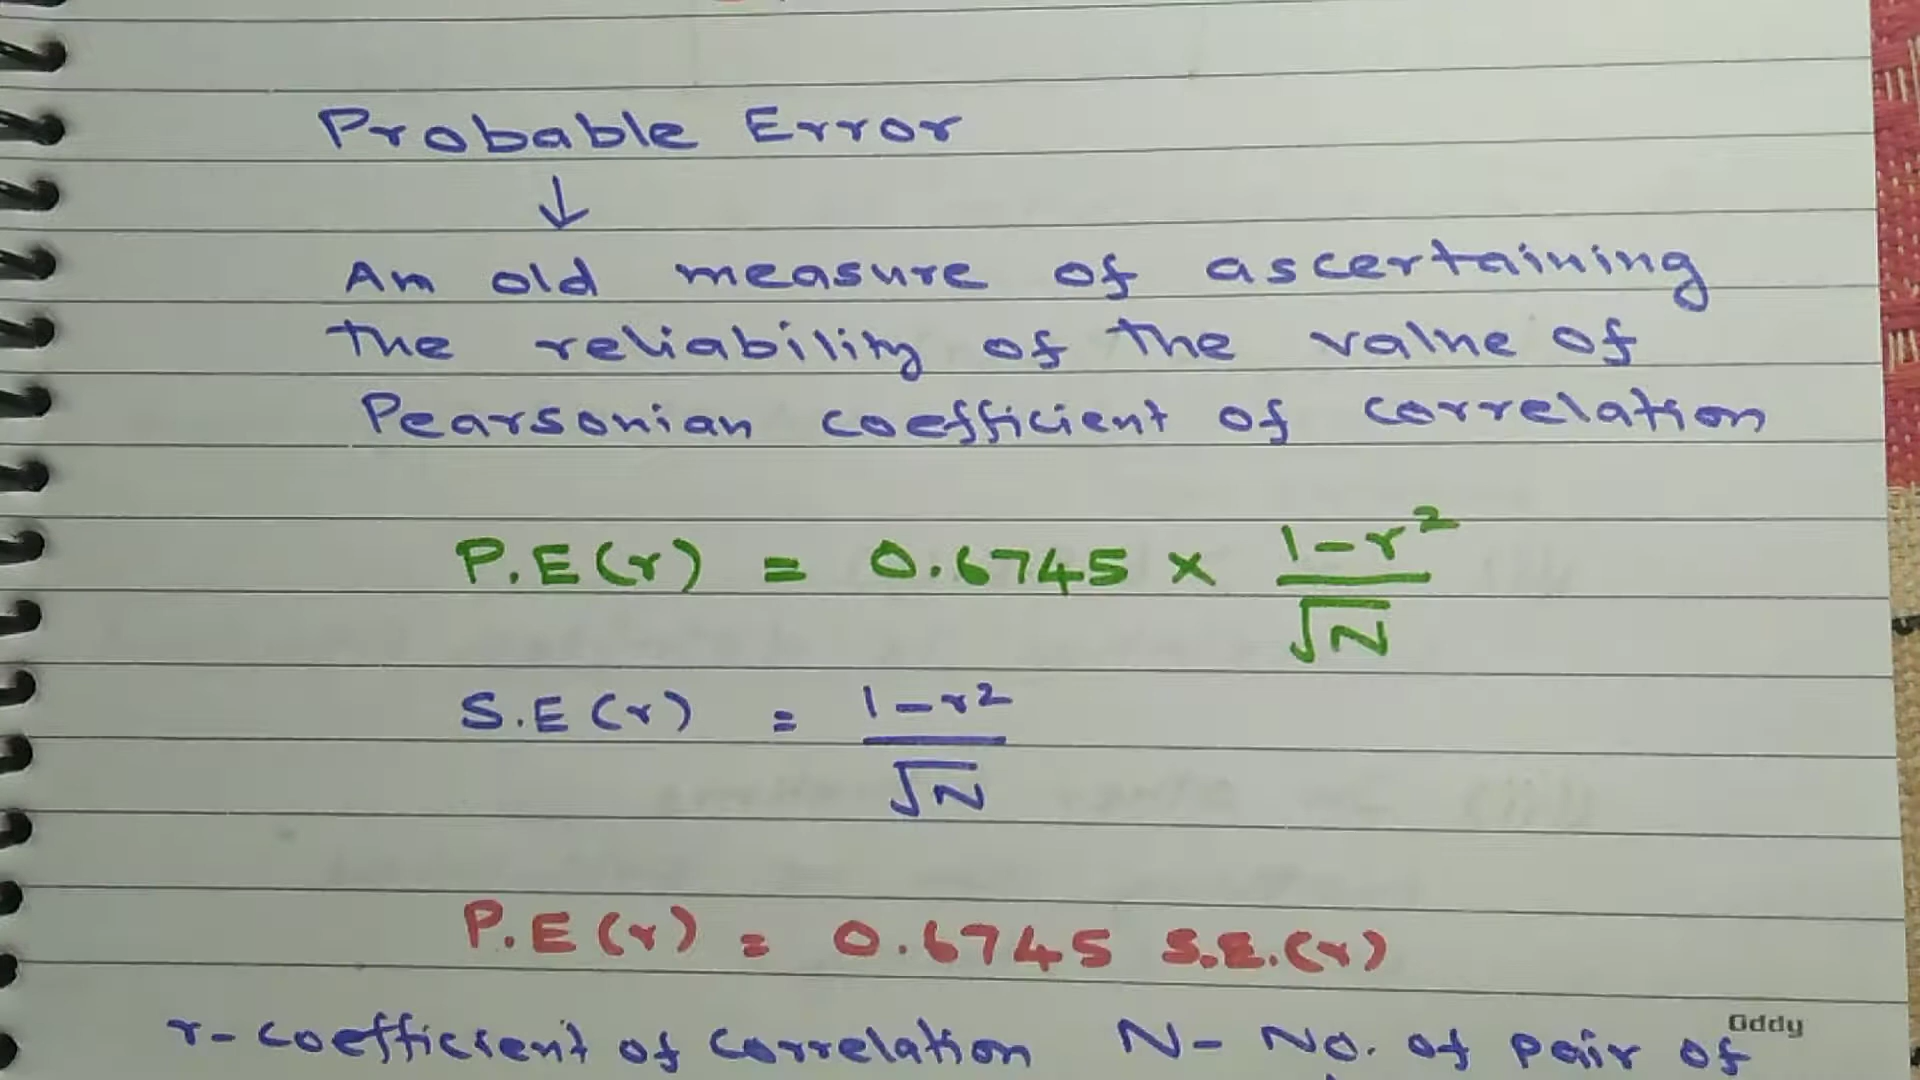 Probable Error
↓
An old measure of ascertaining
the reliability of the value of
Pearsonian coefficient of correlation
P.E(r) = 0.6745 × 1-r² / √N
S.E(r) = 1-r² / √N
P.E(r) = 0.6745 S.E.(r)
r- coefficient of correlation N- No. of pair of
Oddy